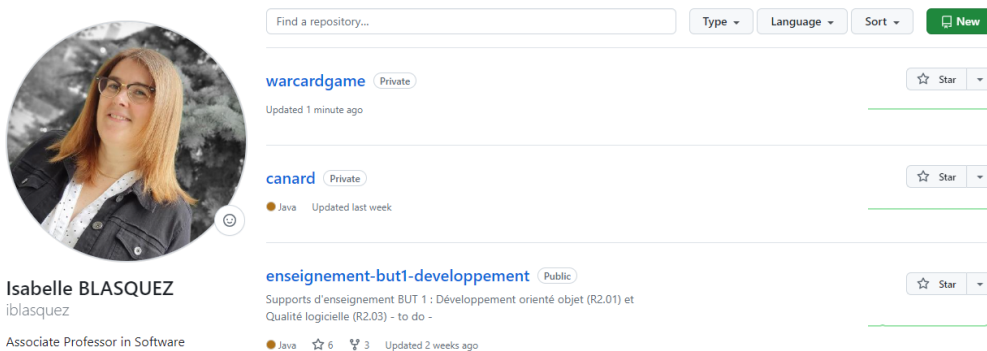 Find a repository...
Type
Language
Sort
New
warcardgame Private
Star
Updated 1 minute ago
canard Private
Star
Java Updated last week
enseignement-but1-developpement Public
Star
Supports d'enseignement BUT 1 : Développement orienté objet (R2.01) et
Qualité logicielle (R2.03) - to do -
Java 6 3 Updated 2 weeks ago
Isabelle BLASQUEZ
iblasquez
Associate Professor in Software